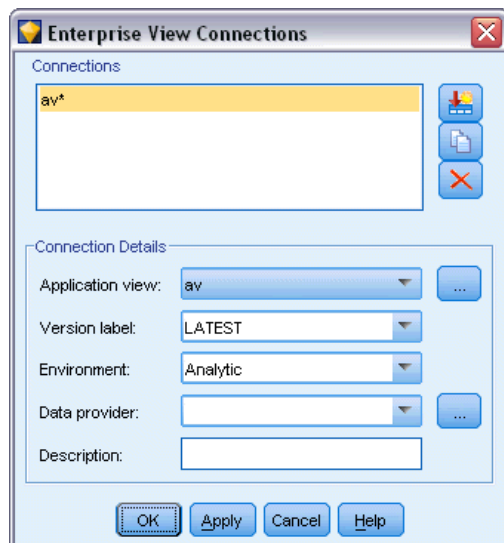 Enterprise View Connections
Connections
av*
Connection Details
Application view: av ...
Version label: LATEST
Environment: Analytic
Data provider: ...
Description:
OK Apply Cancel Help